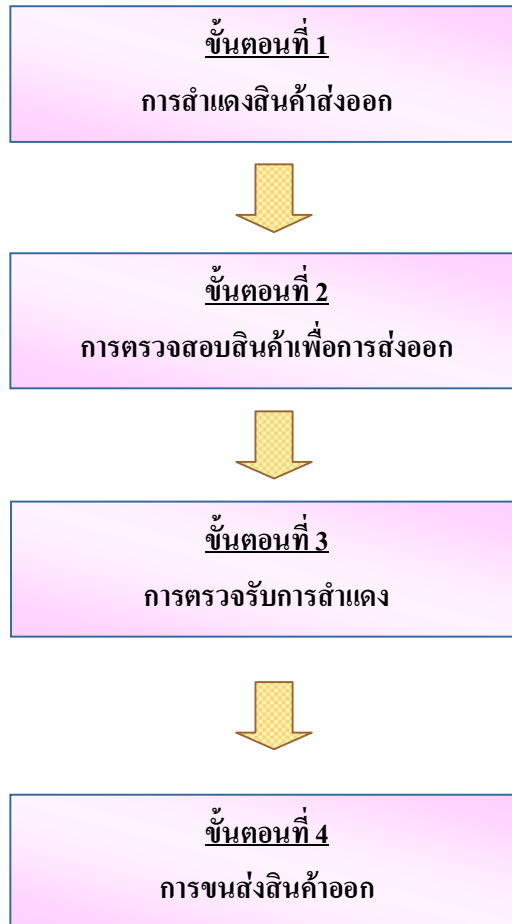 ขั้นตอนที่ 1
การสำแดงสินค้าส่งออก
ขั้นตอนที่ 2
การตรวจสอบสินค้าเพื่อการส่งออก
ขั้นตอนที่ 3
การตรวจรับการสำแดง
ขั้นตอนที่ 4
การขนส่งสินค้าออก